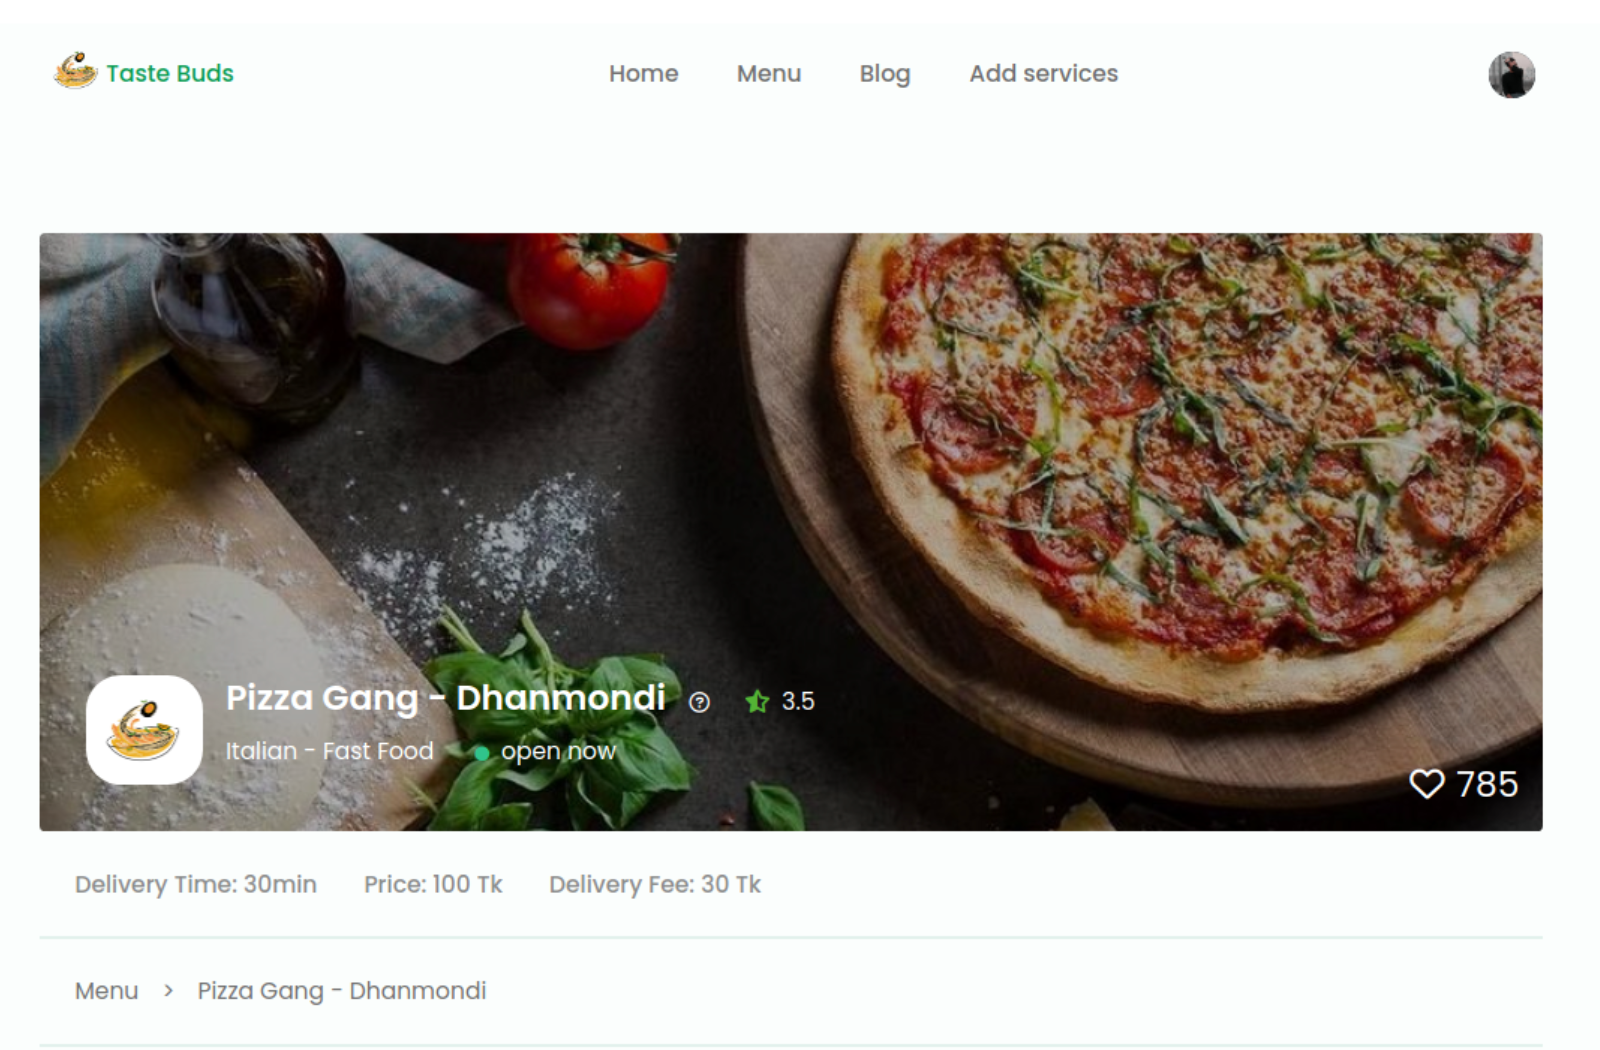 Taste Buds
Home Menu Blog Add services
Pizza Gang - Dhanmondi ? 3.5
Italian - Fast Food open now
785
Delivery Time: 30min Price: 100 Tk Delivery Fee: 30 Tk
Menu > Pizza Gang - Dhanmondi